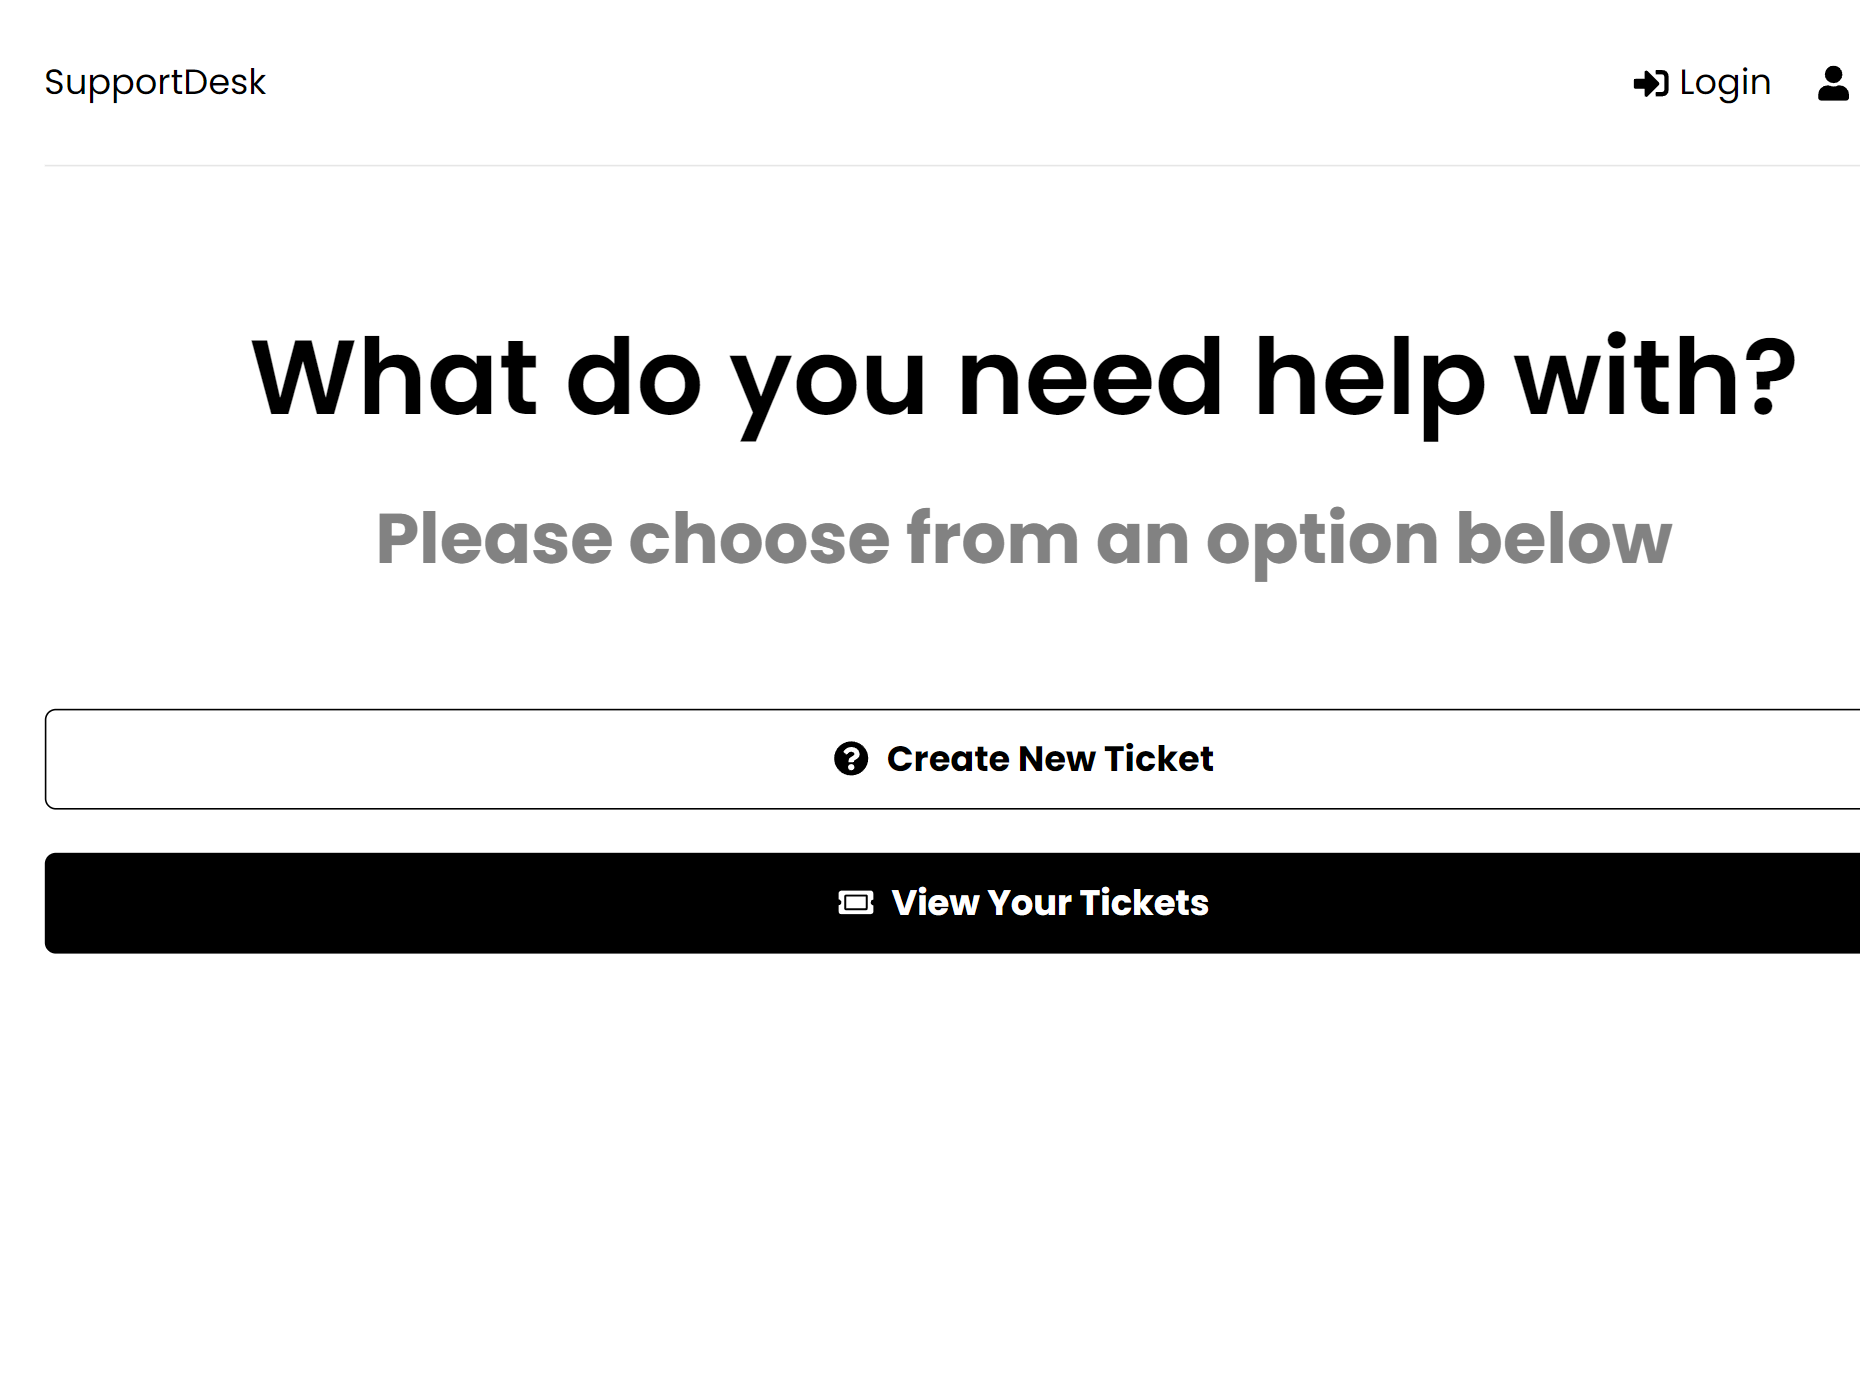 SupportDesk
Login
What do you need help with?
Please choose from an option below
Create New Ticket
View Your Tickets